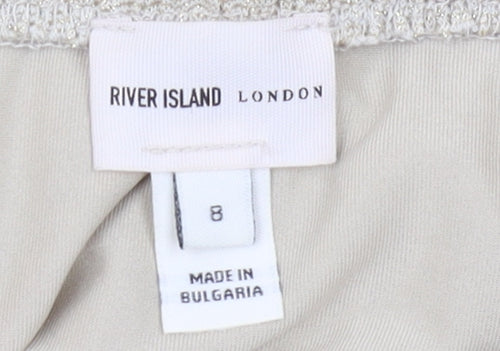 RIVER ISLAND LONDON
8
MADE IN
BULGARIA